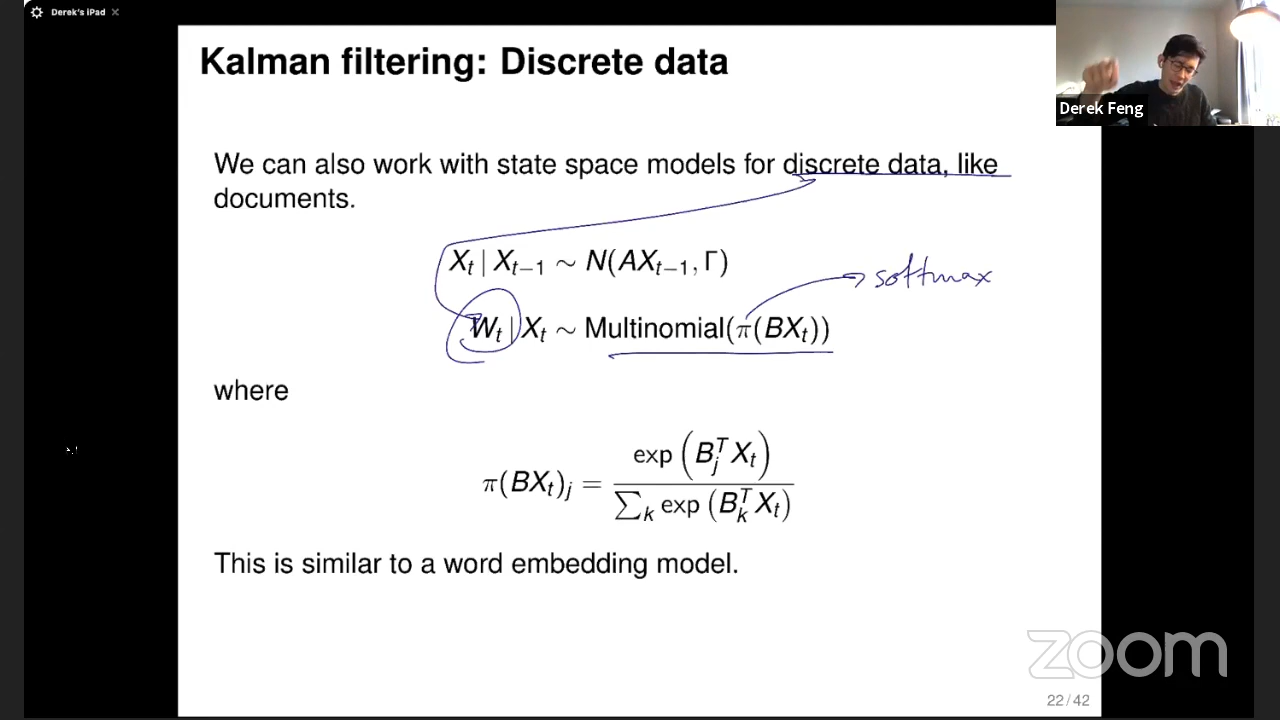 Derek's iPad
Kalman filtering: Discrete data
Derek Feng
We can also work with state space models for discrete data, like
documents.
X_t | X_{t−1} ∼ N(AX_{t−1}, Γ)
softmax
W_t | X_t ∼ Multinomial(π(BX_t))
where
π(BX_t)_j = exp(B_j^T X_t) / ∑_k exp(B_k^T X_t)
This is similar to a word embedding model.
zoom
22 / 42